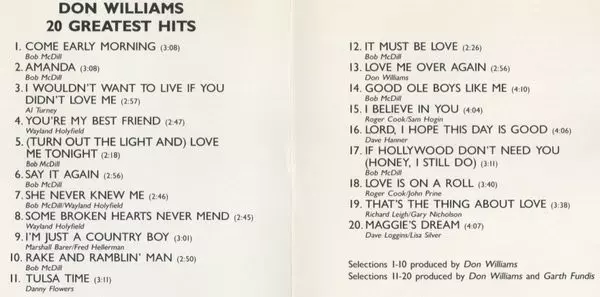 DON WILLIAMS
20 GREATEST HITS
1. COME EARLY MORNING (3:08)
Bob McDill
2. AMANDA (3:08)
Bob McDill
3. I WOULDN'T WANT TO LIVE IF YOU
DIDN'T LOVE ME (2:57)
Al Turney
4. YOU'RE MY BEST FRIEND (2:47)
Wayland Holyfield
5. (TURN OUT THE LIGHT AND) LOVE
ME TONIGHT (2:18)
Bob McDill
6. SAY IT AGAIN (2:56)
Bob McDill
7. SHE NEVER KNEW ME (2:46)
Bob McDill/Wayland Holyfield
8. SOME BROKEN HEARTS NEVER MEND (2:45)
Wayland Holyfield
9. I'M JUST A COUNTRY BOY (3:01)
Marshall Barer/Fred Hellerman
10. RAKE AND RAMBLIN' MAN (2:50)
Bob McDill
11. TULSA TIME (3:11)
Danny Flowers
12. IT MUST BE LOVE (2:26)
Bob McDill
13. LOVE ME OVER AGAIN (2:56)
Don Williams
14. GOOD OLE BOYS LIKE ME (4:10)
Bob McDill
15. I BELIEVE IN YOU (4:04)
Roger Cook/Sam Hogin
16. LORD, I HOPE THIS DAY IS GOOD (4:06)
Dave Hanner
17. IF HOLLYWOOD DON'T NEED YOU
(HONEY, I STILL DO) (3:11)
Bob McDill
18. LOVE IS ON A ROLL (3:40)
Roger Cook/John Prine
19. THAT'S THE THING ABOUT LOVE (3:38)
Richard Leigh/Gary Nicholson
20. MAGGIE'S DREAM (4:07)
Dave Loggins/Lisa Silver
Selections 1-10 produced by Don Williams
Selections 11-20 produced by Don Williams and Garth Fundis